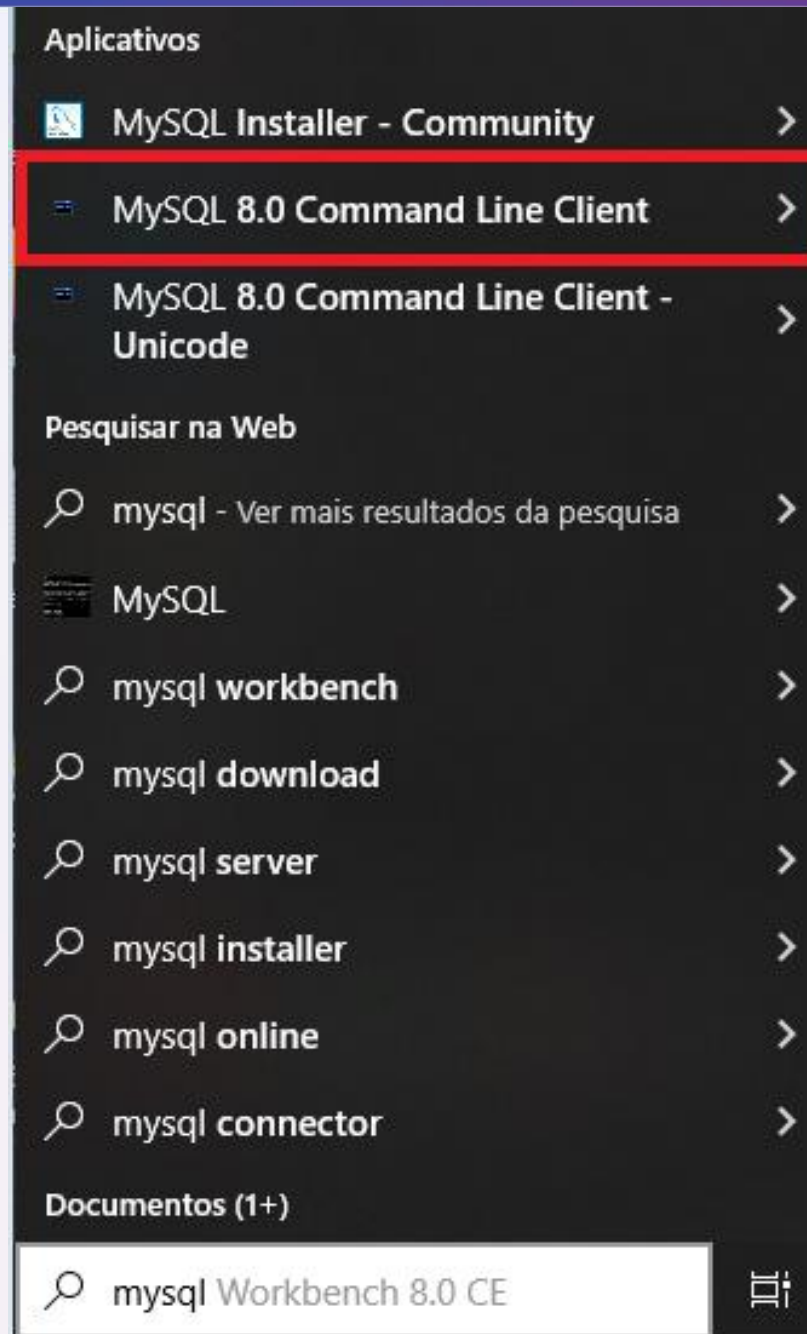 Aplicativos
MySQL Installer - Community
MySQL 8.0 Command Line Client
MySQL 8.0 Command Line Client -
Unicode
Pesquisar na Web
mysql - Ver mais resultados da pesquisa
MySQL
mysql workbench
mysql download
mysql server
mysql installer
mysql online
mysql connector
Documentos (1+)
mysql Workbench 8.0 CE